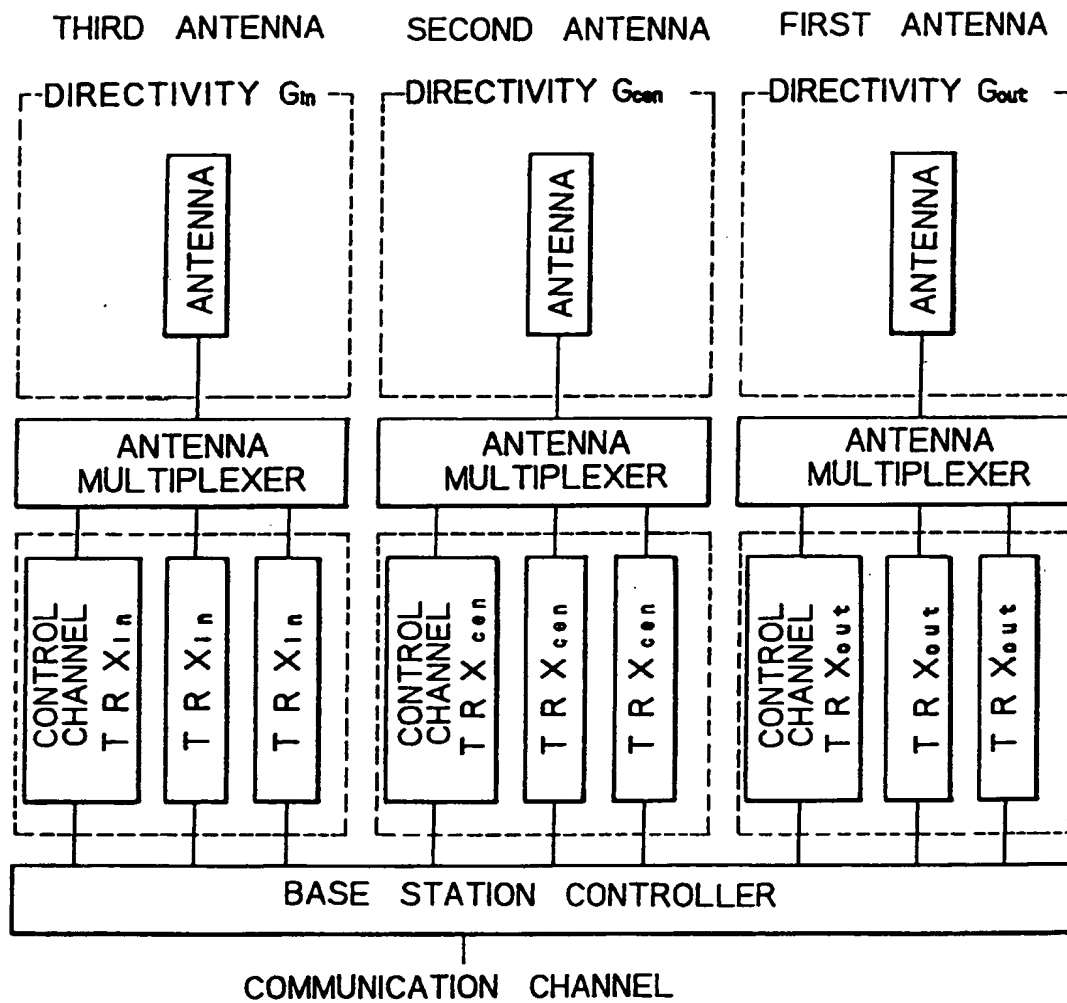 THIRD ANTENNA
SECOND ANTENNA
FIRST ANTENNA
DIRECTIVITY Gin
DIRECTIVITY Gcen
DIRECTIVITY Gout
ANTENNA
ANTENNA
ANTENNA
ANTENNA
MULTIPLEXER
ANTENNA
MULTIPLEXER
ANTENNA
MULTIPLEXER
CONTROL
CHANNEL
TRXin
TRXin
TRXin
CONTROL
CHANNEL
TRXcen
TRXcen
TRXcen
CONTROL
CHANNEL
TRXout
TRXout
TRXout
BASE STATION CONTROLLER
COMMUNICATION CHANNEL